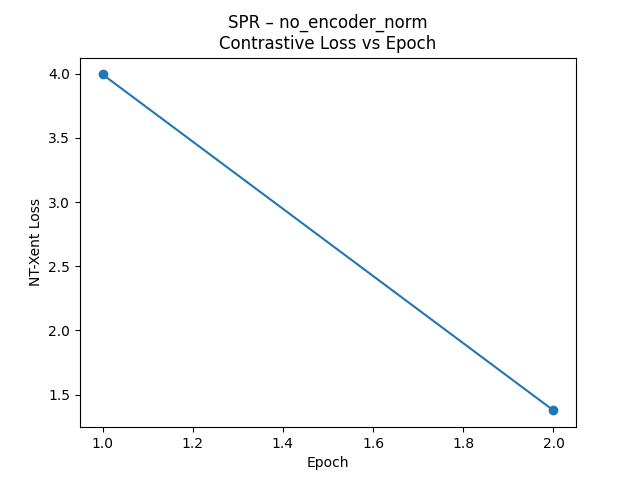 SPR – no_encoder_norm
Contrastive Loss vs Epoch
4.0
3.5
3.0
2.5
2.0
1.5
NT-Xent Loss
1.0 1.2 1.4 1.6 1.8 2.0
Epoch